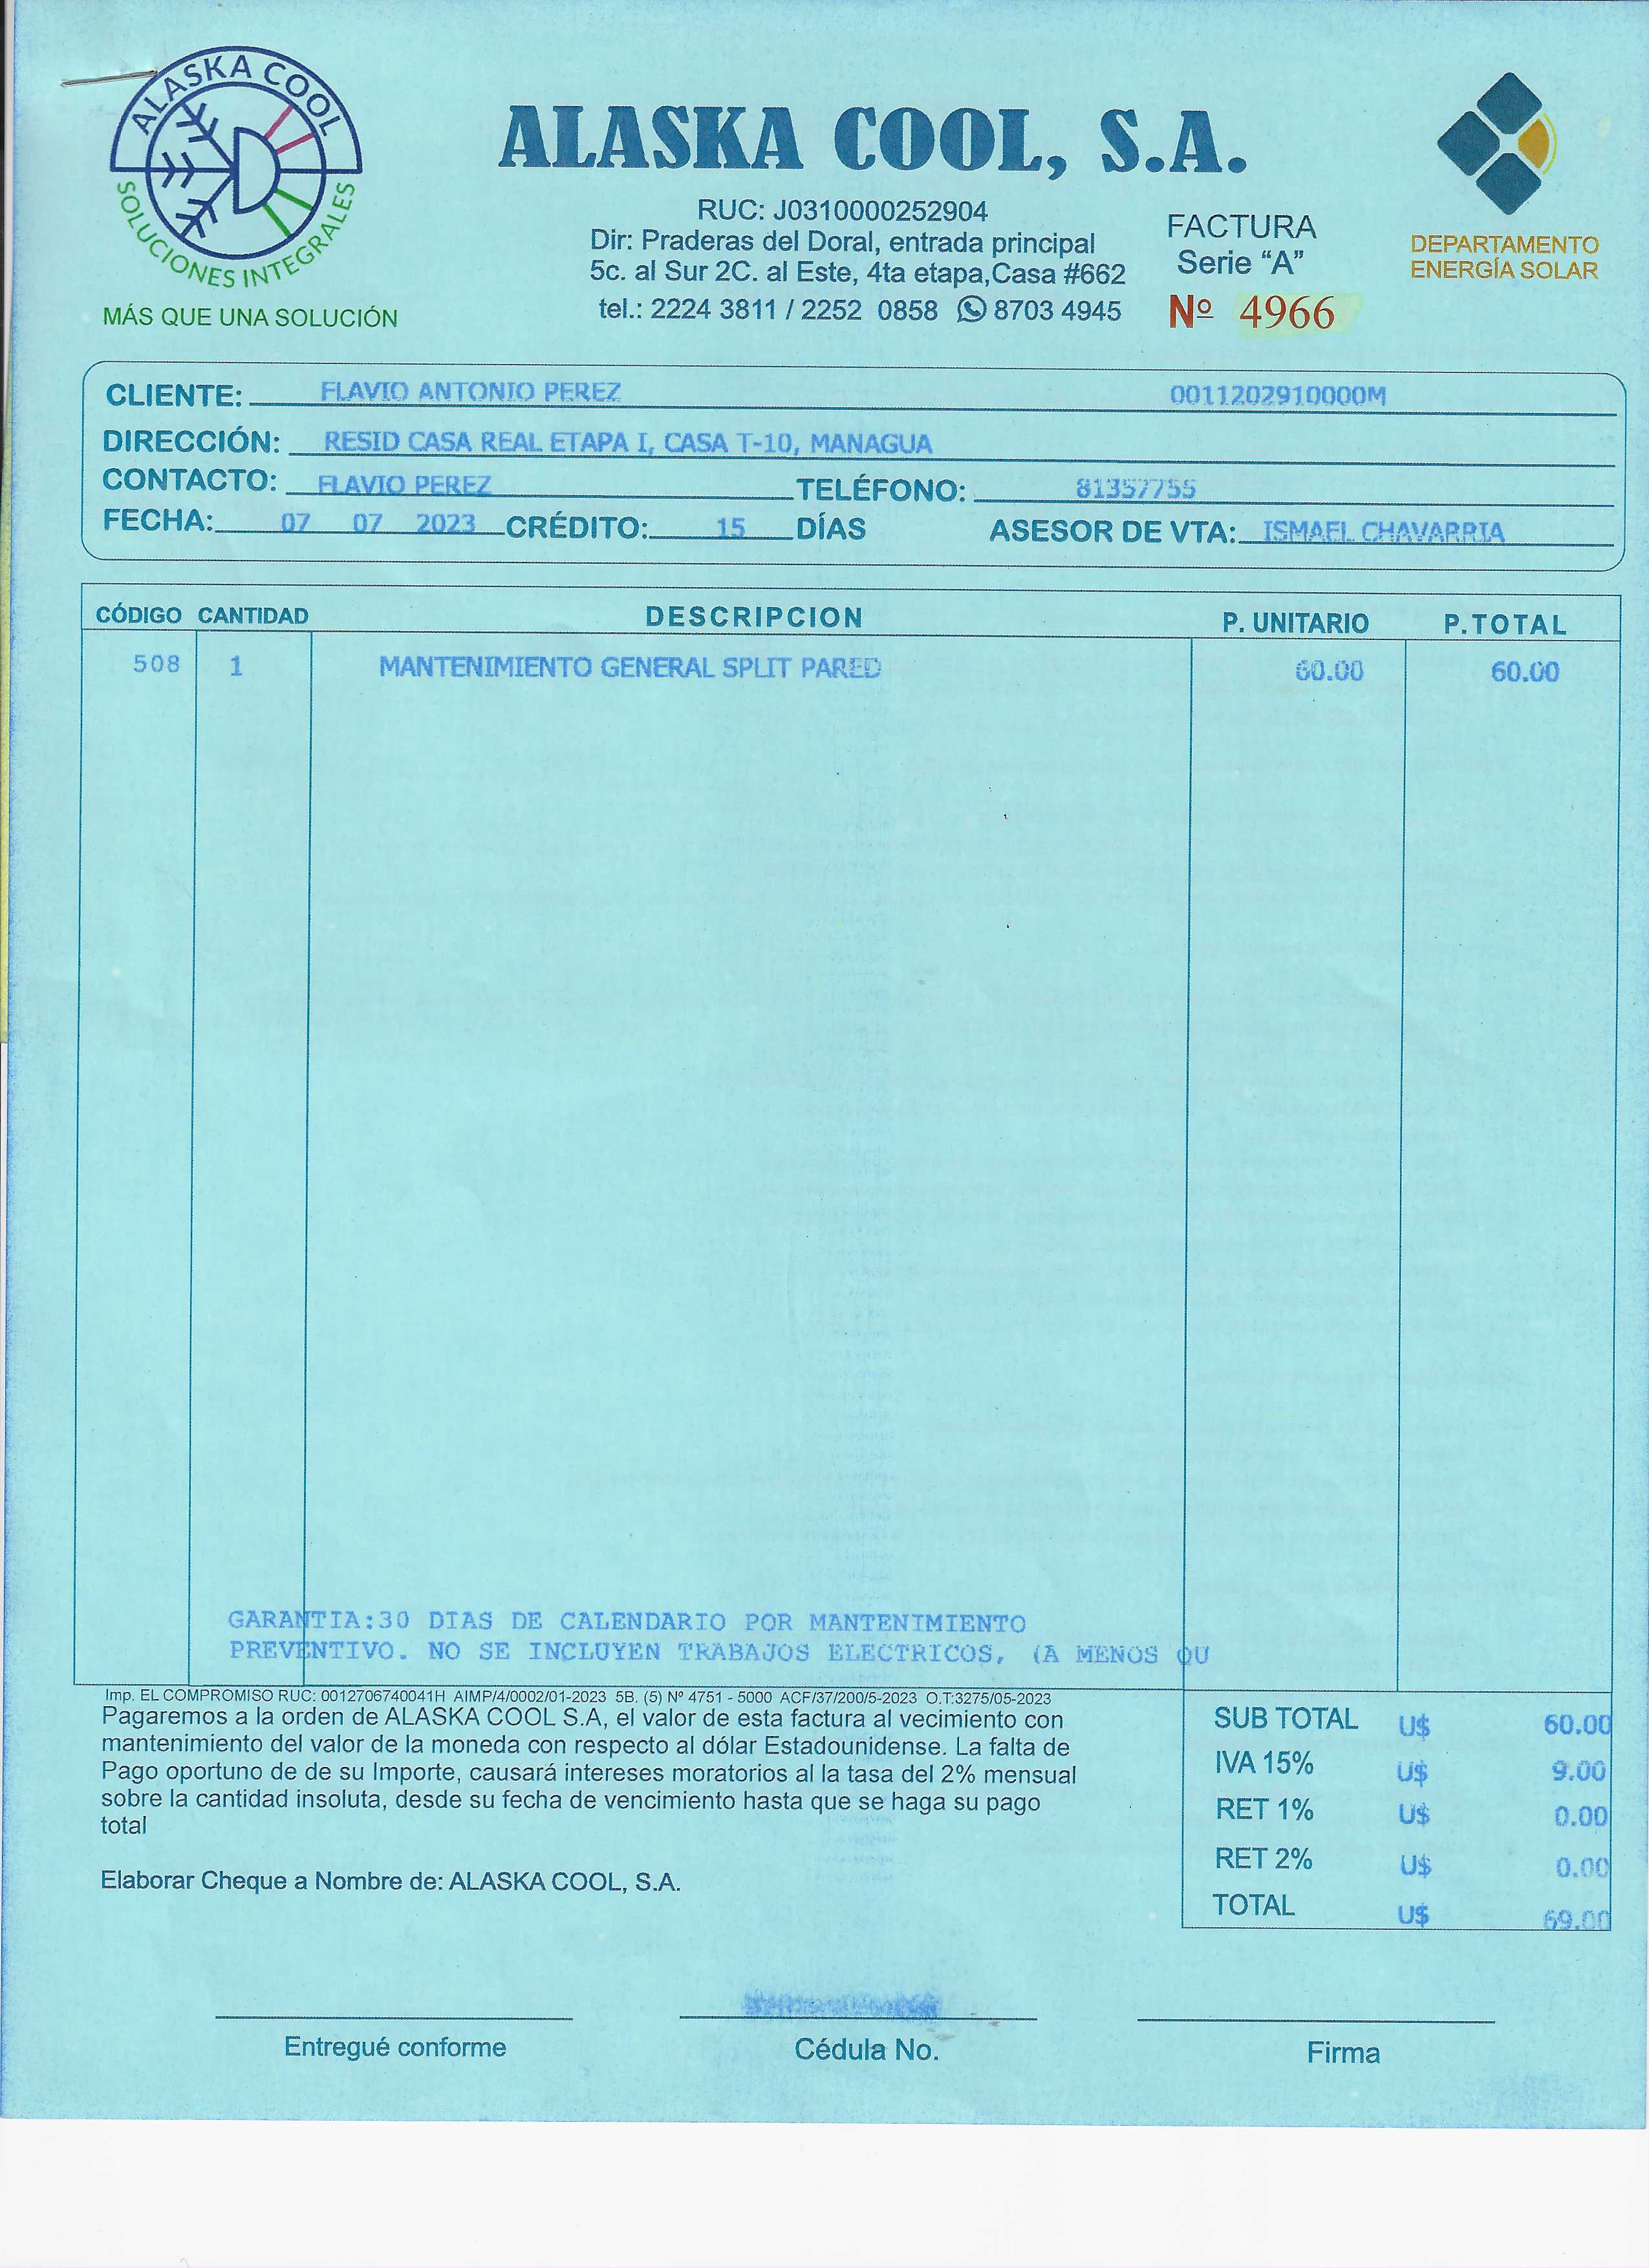 ALASKA COOL
SOLUCIONES INTEGRALES
MÁS QUE UNA SOLUCIÓN
ALASKA COOL, S.A.
RUC: J0310000252904
Dir: Praderas del Doral, entrada principal
5c. al Sur 2C. al Este, 4ta etapa,Casa #662
tel.: 2224 3811 / 2252 0858 8703 4945
FACTURA
Serie “A”
Nº 4966
DEPARTAMENTO
ENERGÍA SOLAR
CLIENTE: FLAVIO ANTONIO PEREZ 0011202910000M
DIRECCIÓN: RESID CASA REAL ETAPA I, CASA T-10, MANAGUA
CONTACTO: FLAVIO PEREZ TELÉFONO: 81357755
FECHA: 07 07 2023 CRÉDITO: 15 DÍAS ASESOR DE VTA: ISMAEL CHAVARRIA
CÓDIGO CANTIDAD DESCRIPCION P. UNITARIO P.TOTAL
508 1 MANTENIMIENTO GENERAL SPLIT PARED 60.00 60.00
GARANTIA:30 DIAS DE CALENDARIO POR MANTENIMIENTO
PREVENTIVO. NO SE INCLUYEN TRABAJOS ELECTRICOS, (A MENOS QU
Imp. EL COMPROMISO RUC: 0012706740041H AIMP/4/0002/01-2023 5B. (5) Nº 4751 - 5000 ACF/37/200/5-2023 O.T:3275/05-2023
Pagaremos a la orden de ALASKA COOL S.A, el valor de esta factura al vecimiento con
mantenimiento del valor de la moneda con respecto al dólar Estadounidense. La falta de
Pago oportuno de de su Importe, causará intereses moratorios al la tasa del 2% mensual
sobre la cantidad insoluta, desde su fecha de vencimiento hasta que se haga su pago
total
Elaborar Cheque a Nombre de: ALASKA COOL, S.A.
SUB TOTAL U$ 60.00
IVA 15% U$ 9.00
RET 1% U$ 0.00
RET 2% U$ 0.00
TOTAL U$ 69.00
Entregué conforme
Cédula No.
Firma